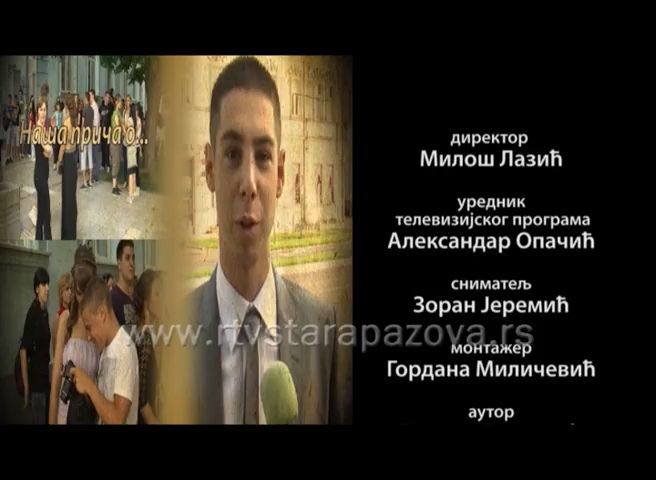 Наша прича о...
директор
Милош Лазић
уредник
телевизијског програма
Александар Опачић
сниматељ
Зоран Јеремић
www.rtvstarapazova.rs
монтажер
Гордана Миличевић
аутор